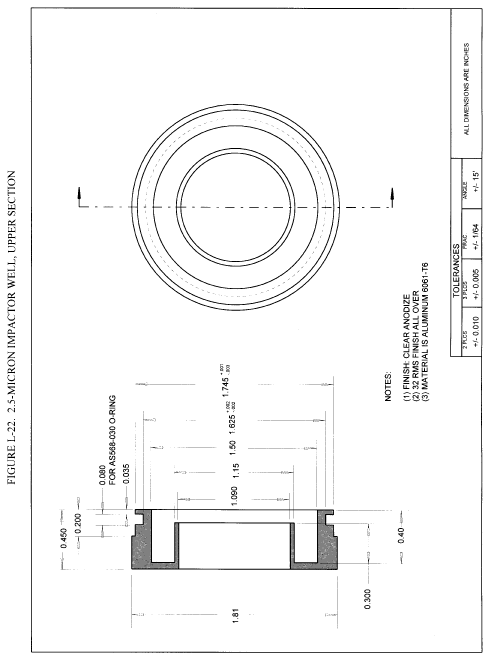 FIGURE L-22. 2.5-MICRON IMPACTOR WELL, UPPER SECTION
0.450
0.200
0.080
FOR AS568-030 O-RING
0.035
1.81
1.090
1.15
1.50
1.625 +.002 -.002
1.745
0.300
0.40
NOTES:
(1) FINISH: CLEAR ANODIZE
(2) 32 RMS FINISH ALL OVER
(3) MATERIAL IS ALUMINUM 6061-T6
TOLERANCES
2 PLCS 3 PLCS FRAC ANGLE
+/- 0.010 +/- 0.005 +/- 1/64 +/- 15'
ALL DIMENSIONS ARE INCHES